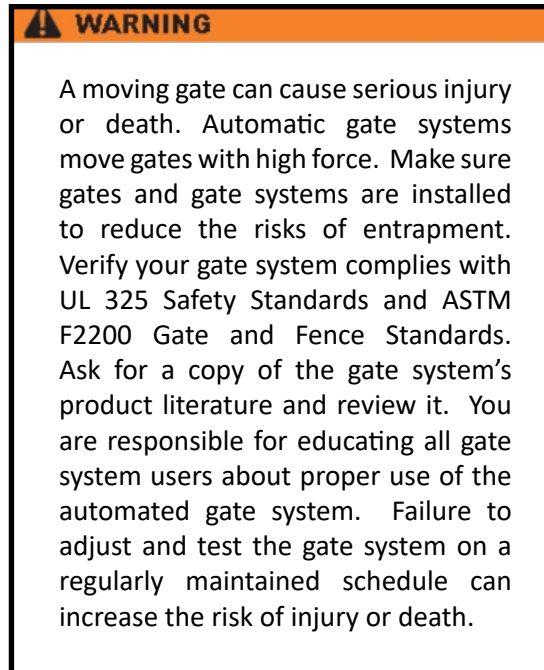 WARNING
A moving gate can cause serious injury
or death. Automatic gate systems
move gates with high force. Make sure
gates and gate systems are installed
to reduce the risks of entrapment.
Verify your gate system complies with
UL 325 Safety Standards and ASTM
F2200 Gate and Fence Standards.
Ask for a copy of the gate system's
product literature and review it. You
are responsible for educating all gate
system users about proper use of the
automated gate system. Failure to
adjust and test the gate system on a
regularly maintained schedule can
increase the risk of injury or death.